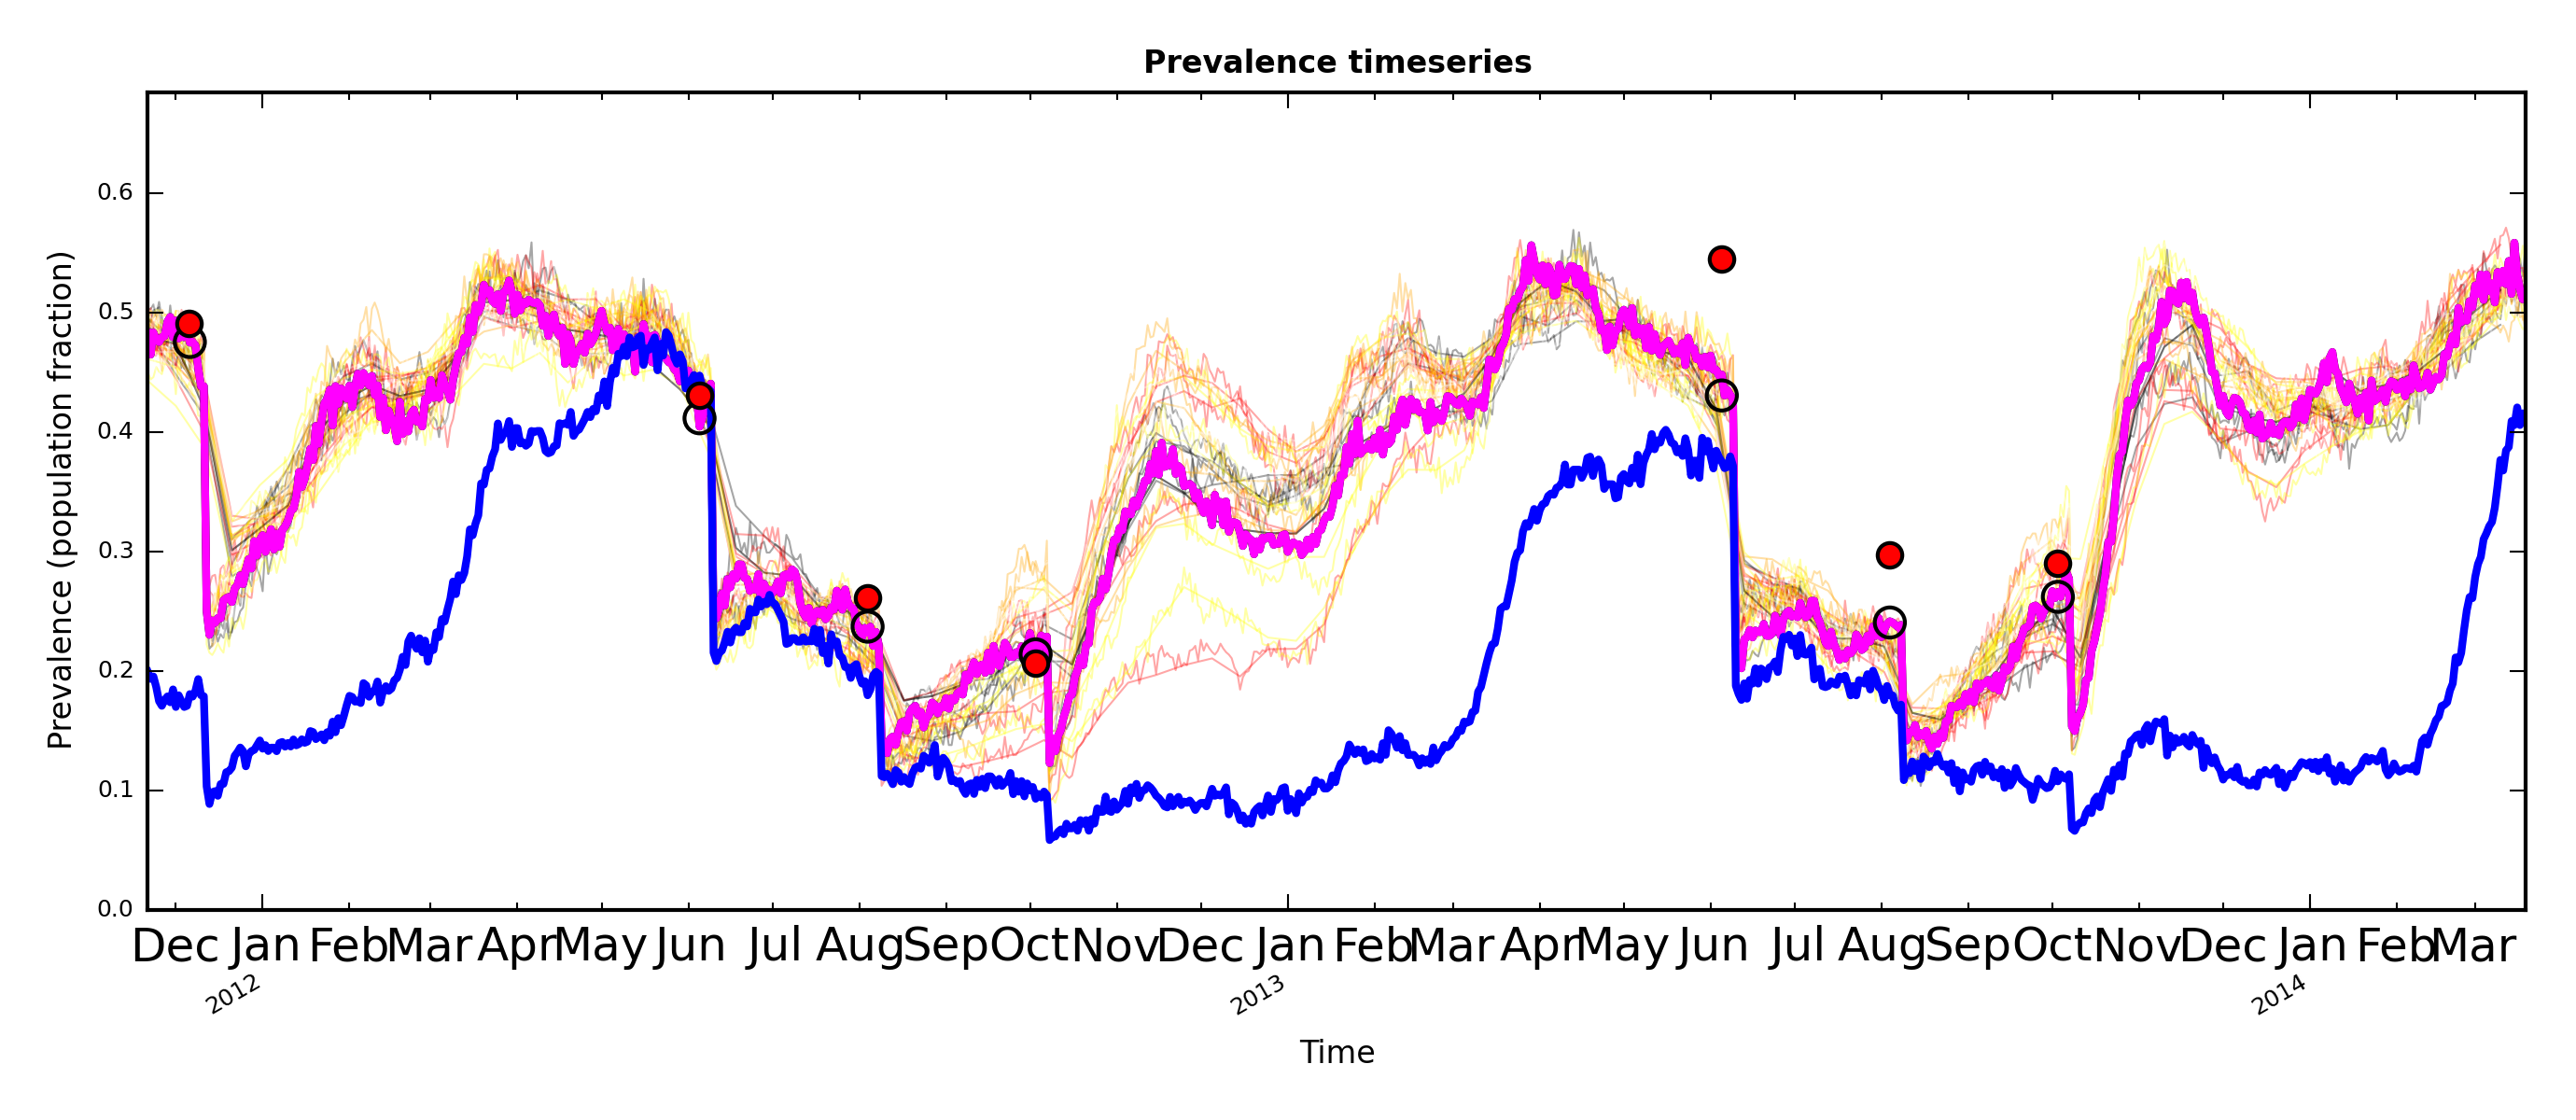 Prevalence timeseries
Prevalence (population fraction)
0.6
0.5
0.4
0.3
0.2
0.1
0.0
Dec Jan Feb Mar Apr May Jun Jul Aug Sep Oct Nov Dec Jan Feb Mar Apr May Jun Jul Aug Sep Oct Nov Dec Jan Feb Mar
2012 2013 2014
Time